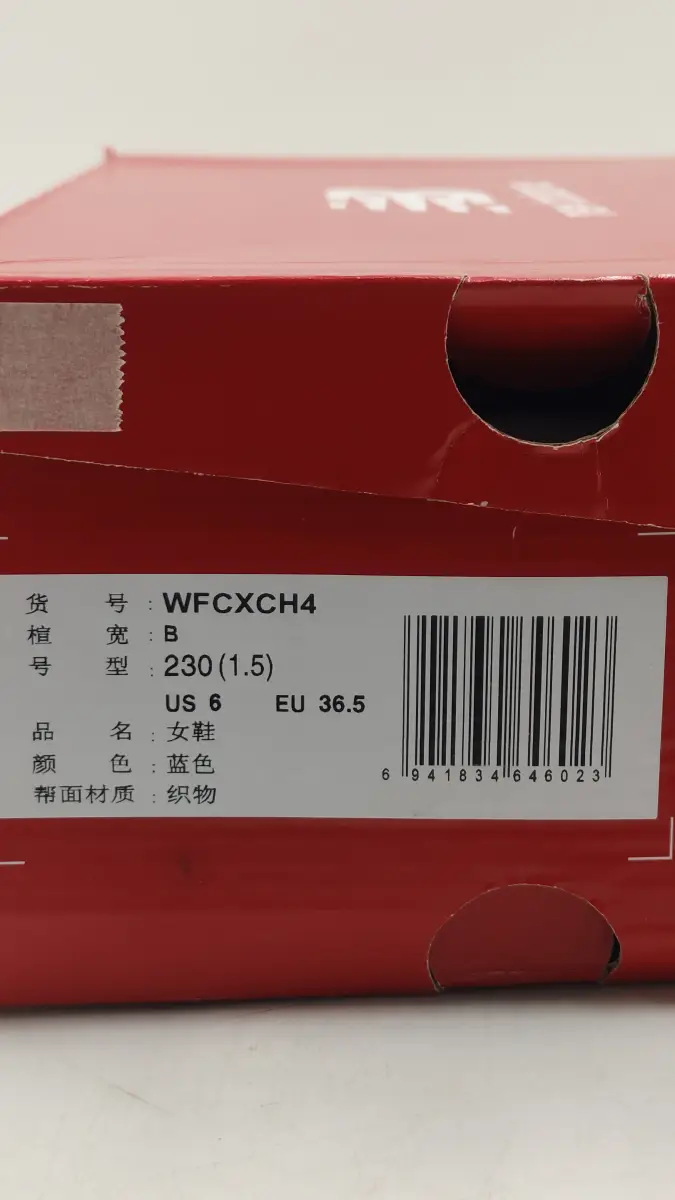 货 号 : WFCXCH4
楦 宽 : B
号 型 : 230(1.5)
US 6 EU 36.5
品 名 : 女鞋
颜 色 : 蓝色
帮面材质 : 织物
6 941834 646023